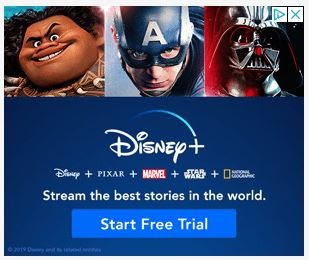 Disney+
Disney + PIXAR + MARVEL + STAR WARS + NATIONAL GEOGRAPHIC
Stream the best stories in the world.
Start Free Trial
© 2019 Disney and its related entities